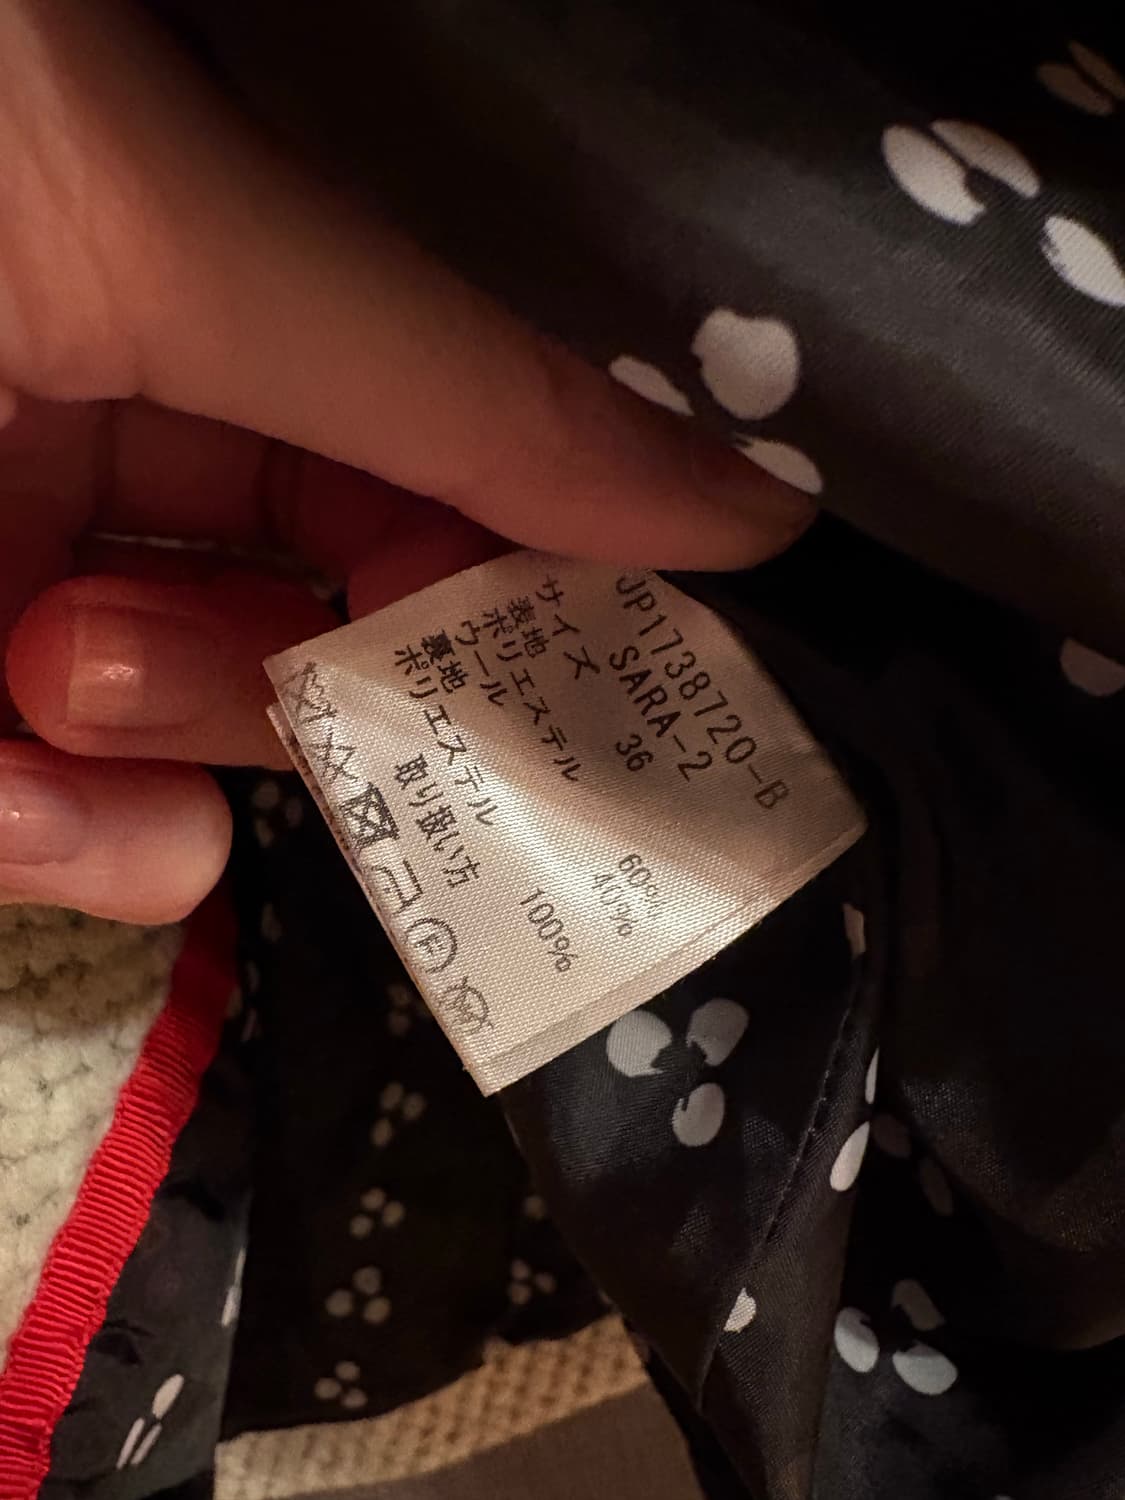 JP1738720-B
SARA-2
サイズ 36
表地
ポリエステル 60%
ウール 40%
裏地
ポリエステル 100%
取り扱い方
F